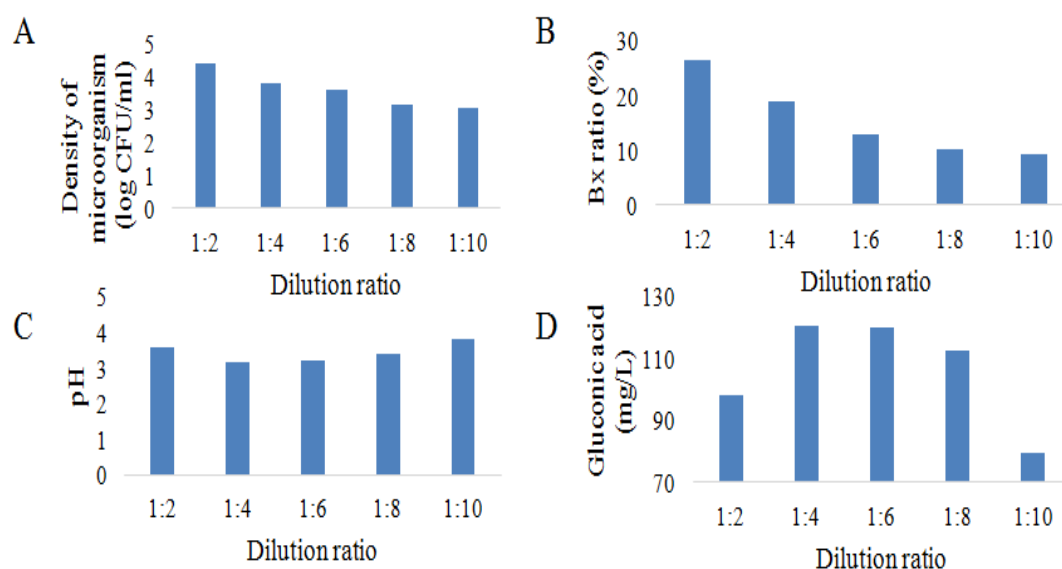 A
Density of
microorganism
(log CFU/ml)
5
4
3
2
1
0
1:2 1:4 1:6 1:8 1:10
Dilution ratio
B
Bx ratio (%)
30
20
10
0
1:2 1:4 1:6 1:8 1:10
Dilution ratio
C
pH
5
4
3
2
1
0
1:2 1:4 1:6 1:8 1:10
Dilution ratio
D
Gluconic acid
(mg/L)
130
110
90
70
1:2 1:4 1:6 1:8 1:10
Dilution ratio